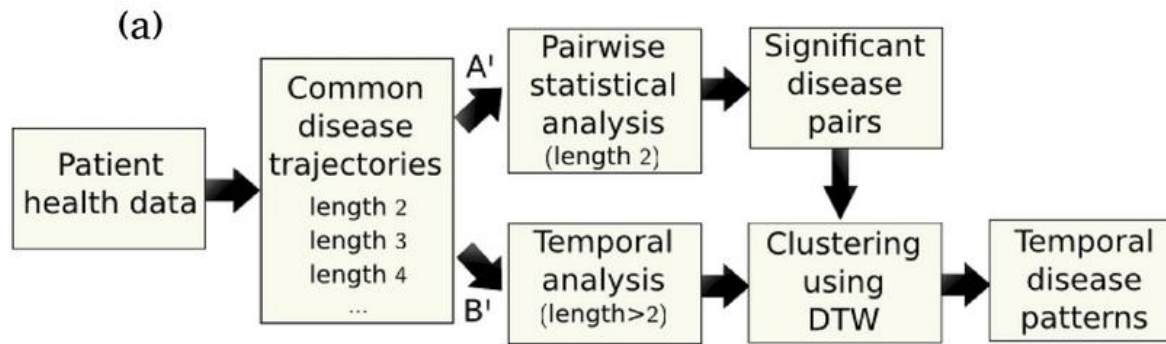 (a)
Patient
health data
Common
disease
trajectories
length 2
length 3
length 4
...
A'
B'
Pairwise
statistical
analysis
(length 2)
Significant
disease
pairs
Temporal
analysis
(length>2)
Clustering
using
DTW
Temporal
disease
patterns